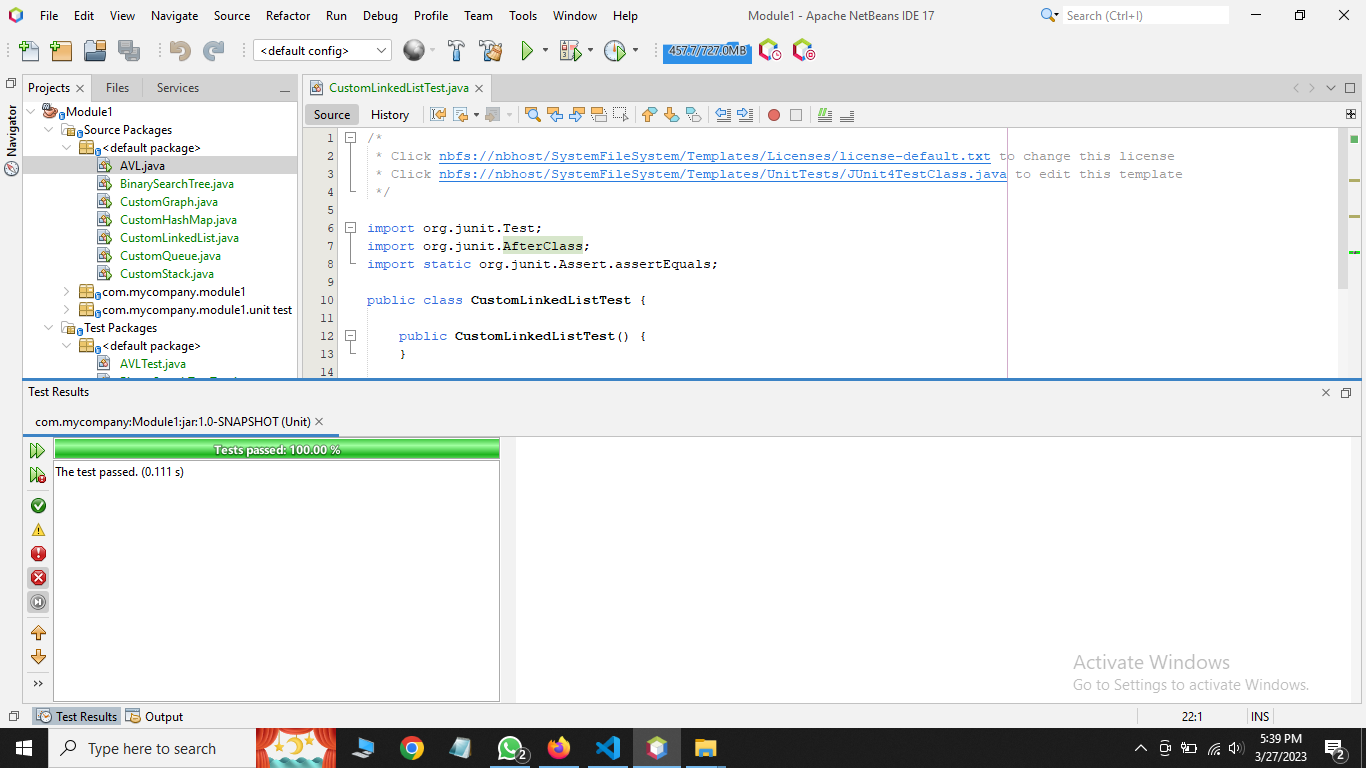 File Edit View Navigate Source Refactor Run Debug Profile Team Tools Window Help
Module1 - Apache NetBeans IDE 17
Search (Ctrl+I)
<default config>
457.7/727.0MB
Projects Files Services
Navigator
Module1
Source Packages
<default package>
AVL.java
BinarySearchTree.java
CustomGraph.java
CustomHashMap.java
CustomLinkedList.java
CustomQueue.java
CustomStack.java
com.mycompany.module1
com.mycompany.module1.unit test
Test Packages
<default package>
AVLTest.java
CustomLinkedListTest.java
Source History
1 /*
2 * Click nbfs://nbhost/SystemFileSystem/Templates/Licenses/license-default.txt to change this license
3 * Click nbfs://nbhost/SystemFileSystem/Templates/UnitTests/JUnit4TestClass.java to edit this template
4 */
5
6 import org.junit.Test;
7 import org.junit.AfterClass;
8 import static org.junit.Assert.assertEquals;
9
10 public class CustomLinkedListTest {
11
12 public CustomLinkedListTest() {
13 }
14
Test Results
com.mycompany:Module1:jar:1.0-SNAPSHOT (Unit)
Tests passed: 100.00 %
The test passed. (0.111 s)
Activate Windows
Go to Settings to activate Windows.
Test Results Output
22:1 INS
Type here to search
2
5:39 PM
3/27/2023
2